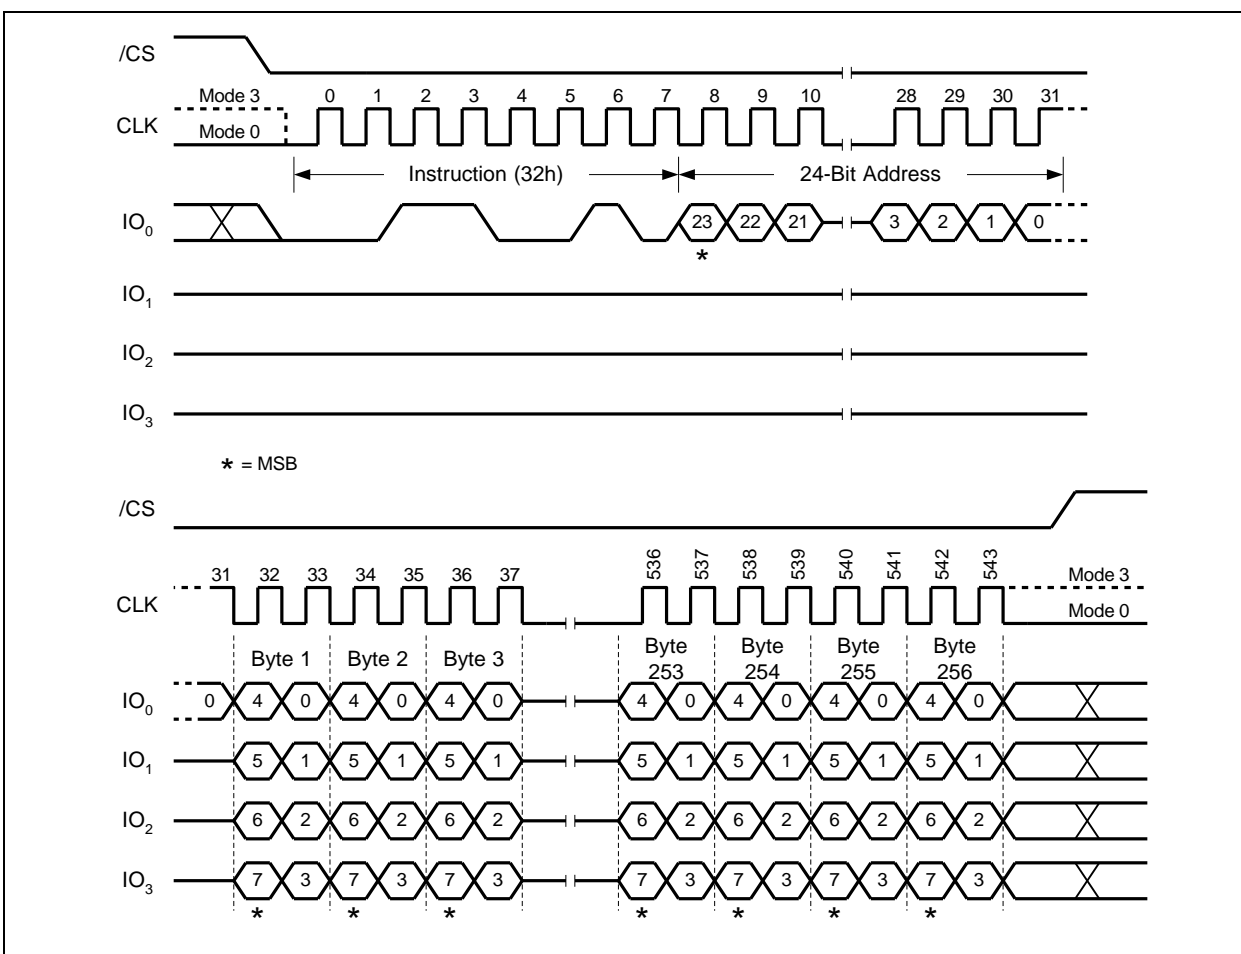 /CS
Mode 3 0 1 2 3 4 5 6 7 8 9 10 28 29 30 31
CLK Mode 0
Instruction (32h) 24-Bit Address
IO0 23 22 21 3 2 1 0
*
IO1
IO2
IO3
* = MSB
/CS
31 32 33 34 35 36 37 536 537 538 539 540 541 542 543 Mode 3
CLK Mode 0
Byte 1 Byte 2 Byte 3 Byte 253 Byte 254 Byte 255 Byte 256
IO0 0 4 0 4 0 4 0 4 0 4 0 4 0 4 0
IO1 5 1 5 1 5 1 5 1 5 1 5 1 5 1
IO2 6 2 6 2 6 2 6 2 6 2 6 2 6 2
IO3 7 3 7 3 7 3 7 3 7 3 7 3 7 3
* * * * * * *